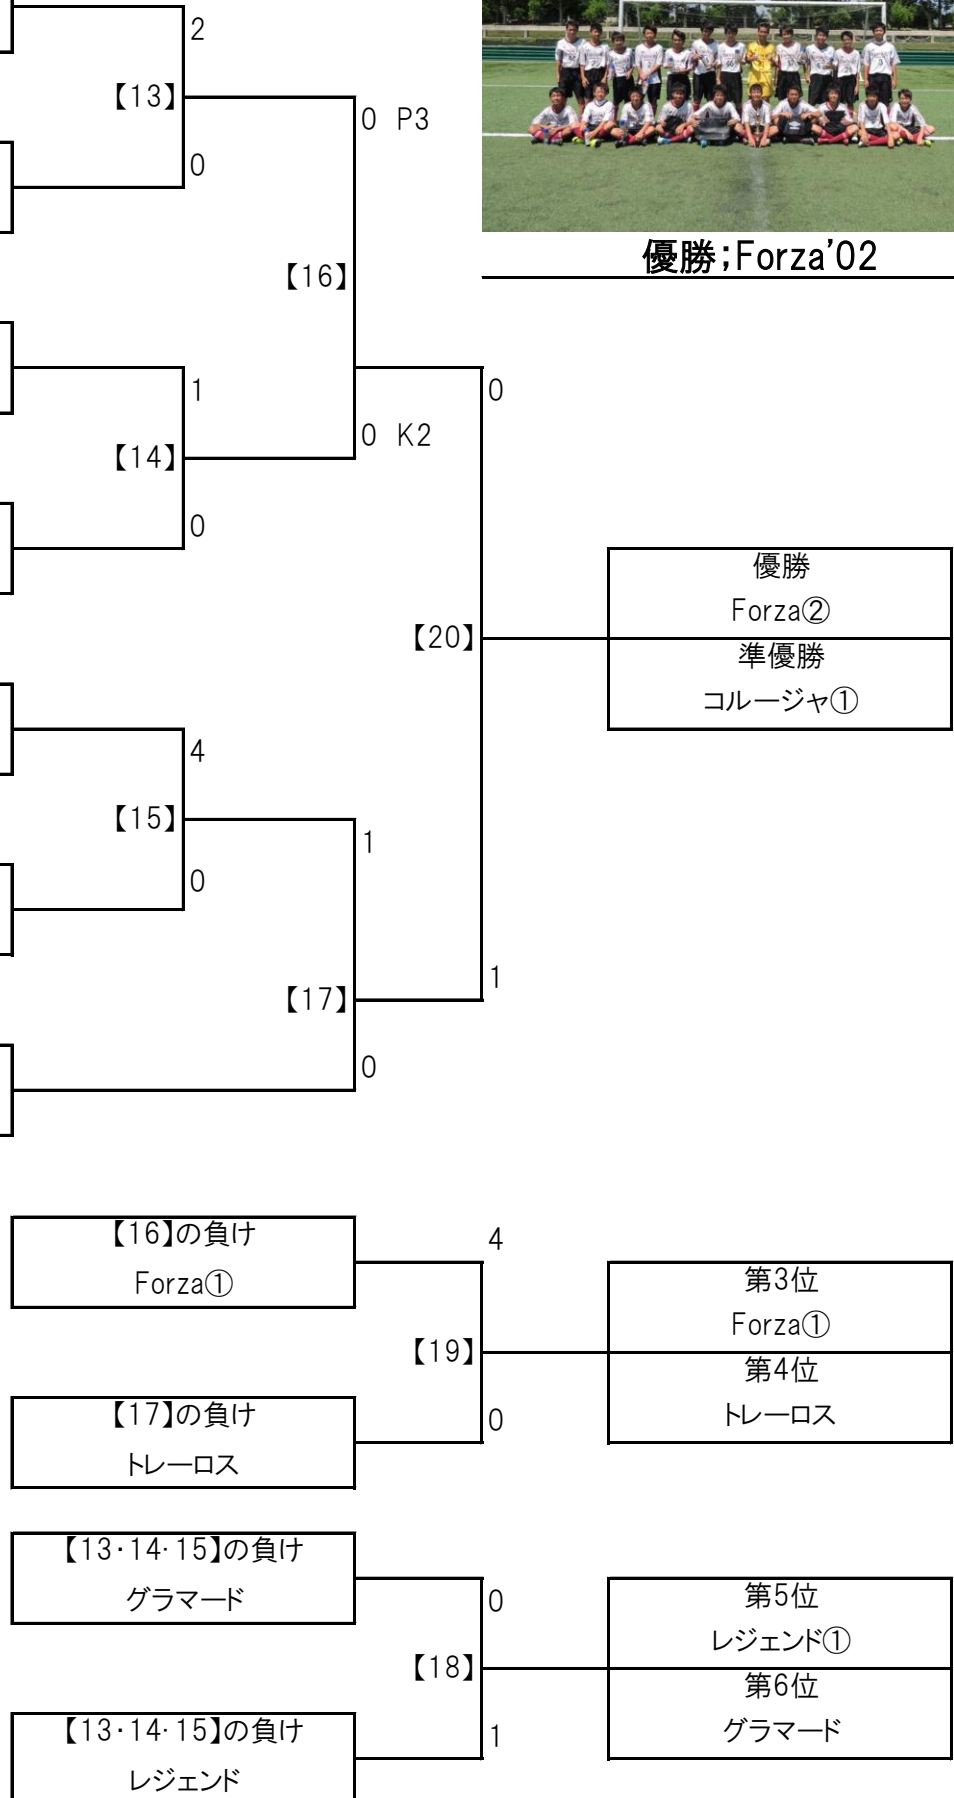 2
【13】
0 P3
0
優勝;Forza'02
【16】
1
0
0 K2
【14】
0
優勝
Forza②
【20】
準優勝
コルージャ①
4
【15】
1
0
1
【17】
0
【16】の負け
4
Forza①
第3位
Forza①
【19】
第4位
【17】の負け
0
トレーロス
トレーロス
【13・14・15】の負け
グラマード
0
第5位
レジェンド①
【18】
第6位
【13・14・15】の負け
1
グラマード
レジェンド